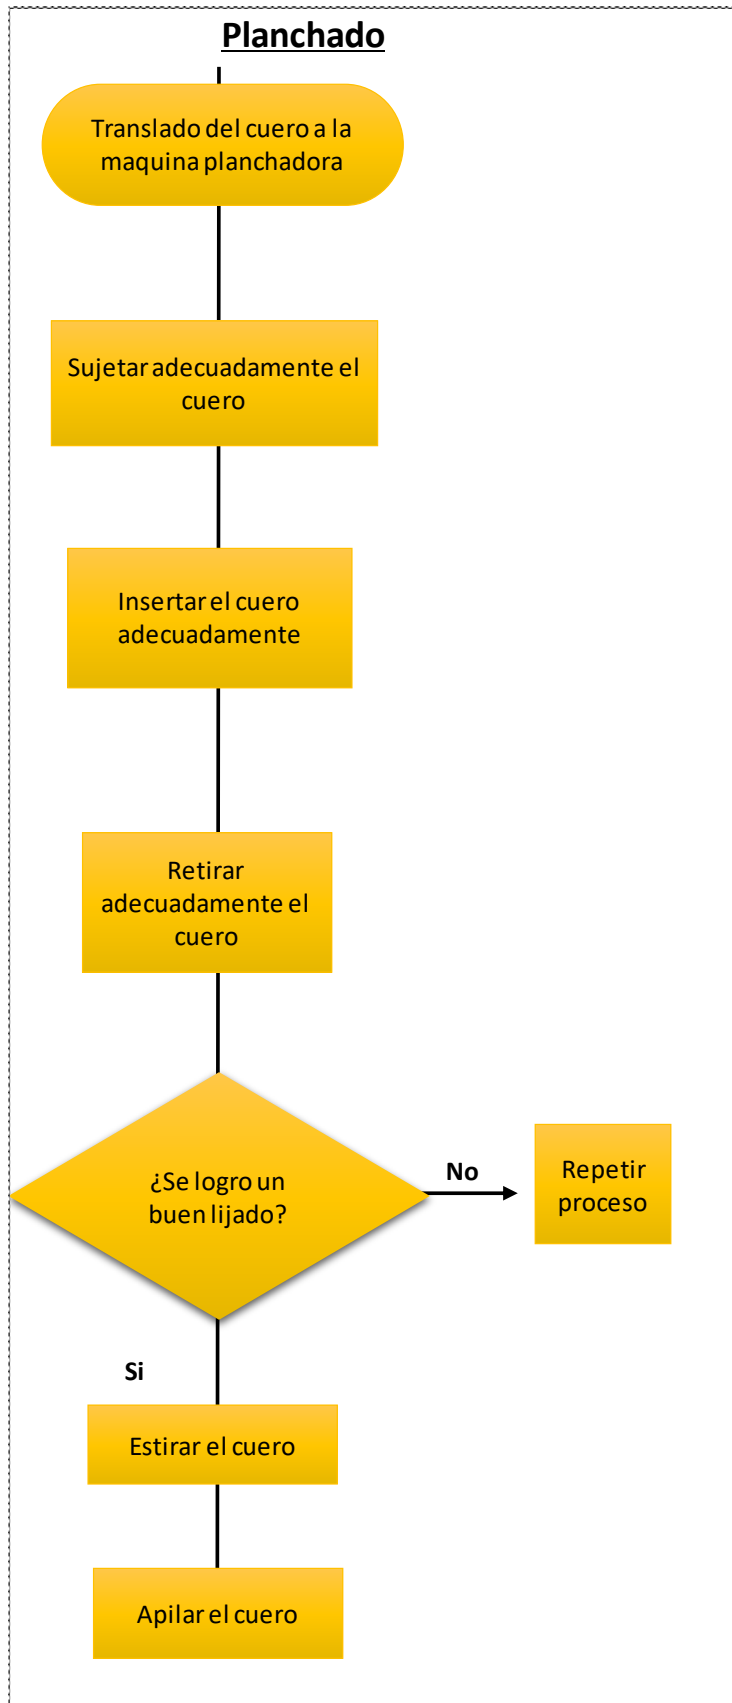 Planchado
Translado del cuero a la
maquina planchadora
Sujetar adecuadamente el
cuero
Insertar el cuero
adecuadamente
Retirar
adecuadamente el
cuero
¿Se logro un
buen lijado?
No
Repetir
proceso
Si
Estirar el cuero
Apilar el cuero